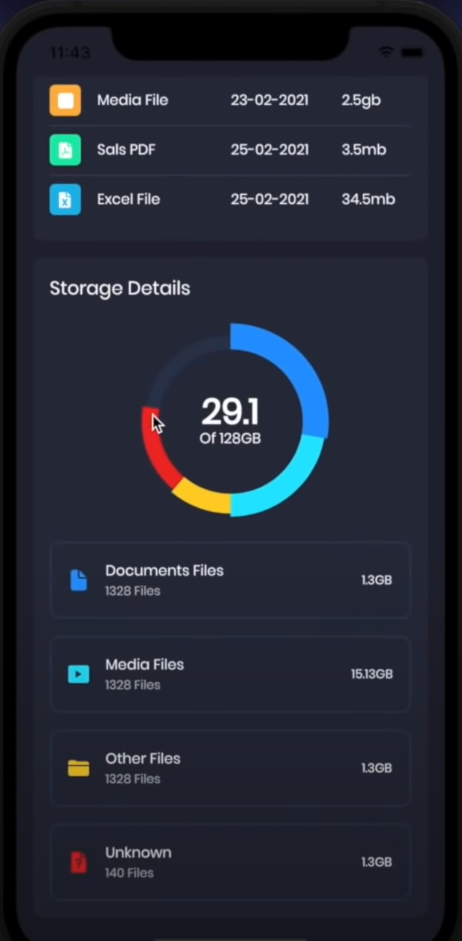 11:43
Media File 23-02-2021 2.5gb
Sals PDF 25-02-2021 3.5mb
Excel File 25-02-2021 34.5mb
Storage Details
29.1
Of 128GB
Documents Files
1328 Files 1.3GB
Media Files
1328 Files 15.13GB
Other Files
1328 Files 1.3GB
Unknown
140 Files 1.3GB